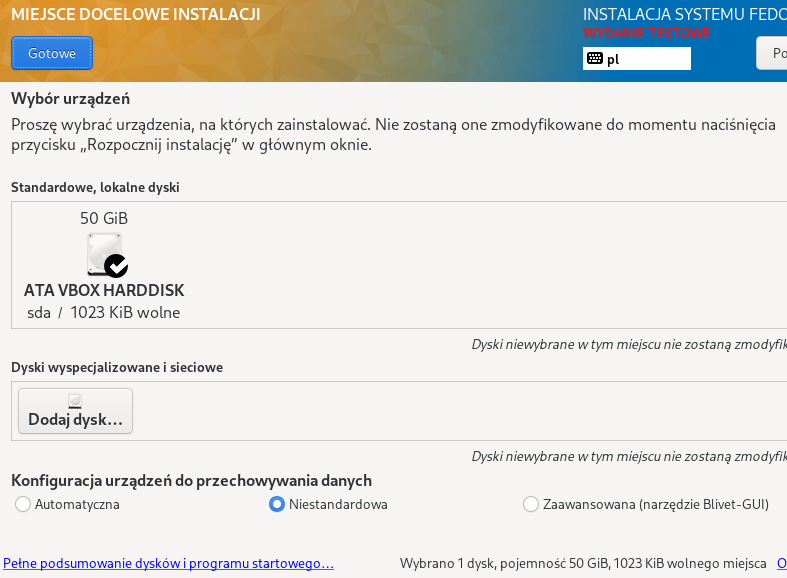 MIEJSCE DOCELOWE INSTALACJI
INSTALACJA SYSTEMU FEDO
WYDANIE TESTOWE
Gotowe
pl
Po
Wybór urządzeń
Proszę wybrać urządzenia, na których zainstalować. Nie zostaną one zmodyfikowane do momentu naciśnięcia
przycisku „Rozpocznij instalację” w głównym oknie.
Standardowe, lokalne dyski
50 GiB
ATA VBOX HARDDISK
sda / 1023 KiB wolne
Dyski niewybrane w tym miejscu nie zostaną zmodyfik
Dyski wyspecjalizowane i sieciowe
Dodaj dysk…
Dyski niewybrane w tym miejscu nie zostaną zmodyfik
Konfiguracja urządzeń do przechowywania danych
Automatyczna Niestandardowa Zaawansowana (narzędzie Blivet-GUI)
Pełne podsumowanie dysków i programu startowego… Wybrano 1 dysk, pojemność 50 GiB, 1023 KiB wolnego miejsca O